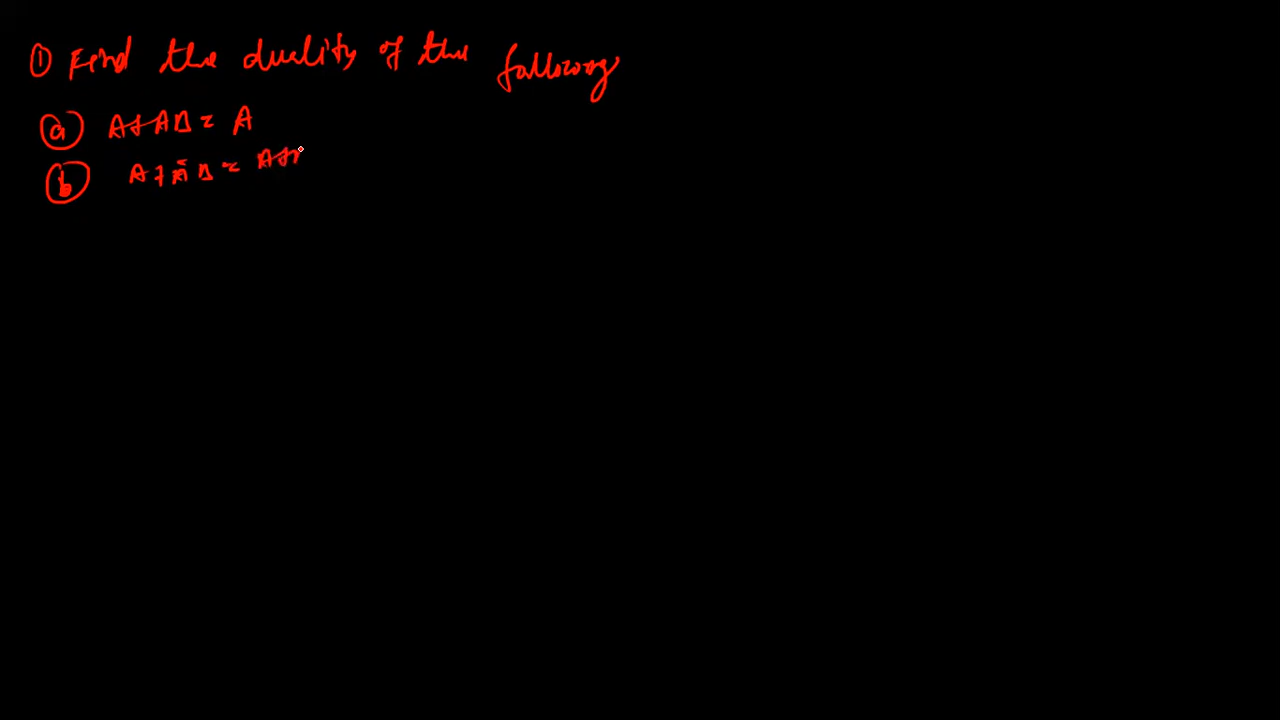 ① Find the duality of the following
ⓐ A+AB = A
ⓑ A+ĀB = A+